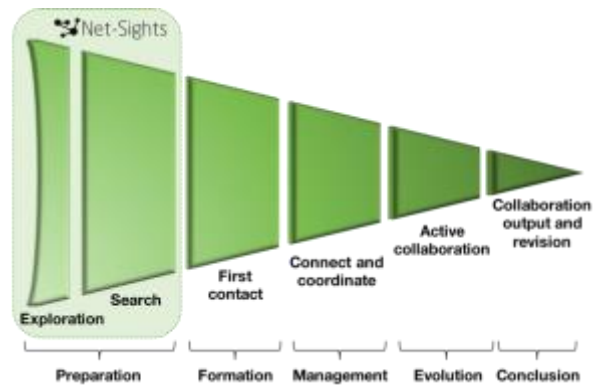 Net-Sights
Exploration
Search
First
contact
Connect and
coordinate
Active
collaboration
Collaboration
output and
revision
Preparation
Formation
Management
Evolution
Conclusion